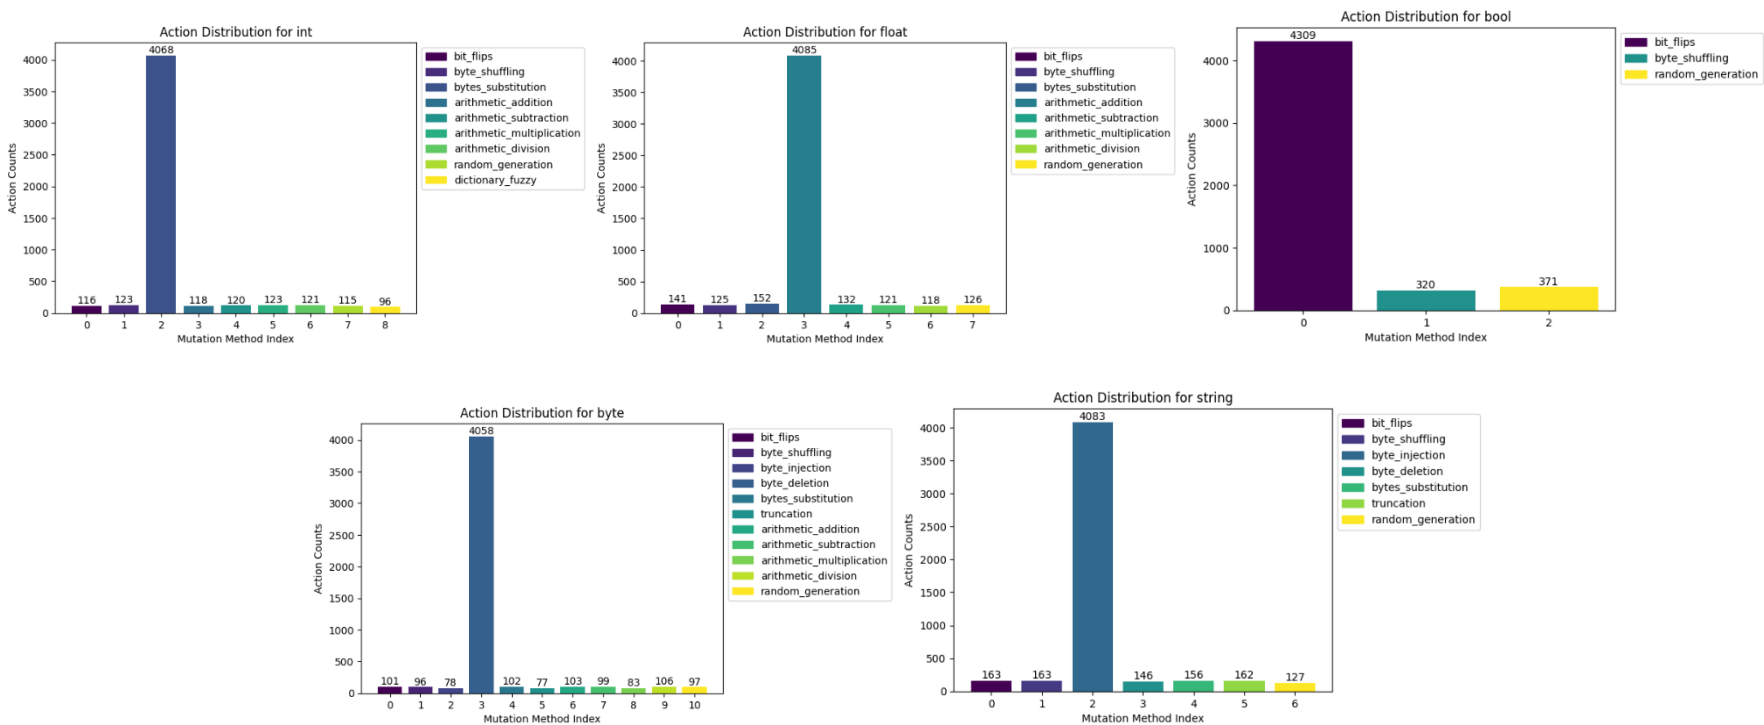 Action Distribution for int
4068
4000
3500
3000
2500
2000
1500
1000
500
0
Action Counts
116
123
118
120
123
121
115
96
0 1 2 3 4 5 6 7 8
Mutation Method Index
bit_flips
byte_shuffling
bytes_substitution
arithmetic_addition
arithmetic_subtraction
arithmetic_multiplication
arithmetic_division
random_generation
dictionary_fuzzy
Action Distribution for float
4085
4000
3500
3000
2500
2000
1500
1000
500
0
Action Counts
141
125
152
132
121
118
126
0 1 2 3 4 5 6 7
Mutation Method Index
bit_flips
byte_shuffling
bytes_substitution
arithmetic_addition
arithmetic_subtraction
arithmetic_multiplication
arithmetic_division
random_generation
Action Distribution for bool
4309
4000
3000
2000
1000
0
Action Counts
320
371
0 1 2
Mutation Method Index
bit_flips
byte_shuffling
random_generation
Action Distribution for byte
4058
4000
3500
3000
2500
2000
1500
1000
500
0
Action Counts
101
96
78
102
77
103
99
83
106
97
0 1 2 3 4 5 6 7 8 9 10
Mutation Method Index
bit_flips
byte_shuffling
byte_injection
byte_deletion
bytes_substitution
truncation
arithmetic_addition
arithmetic_subtraction
arithmetic_multiplication
arithmetic_division
random_generation
Action Distribution for string
4083
4000
3500
3000
2500
2000
1500
1000
500
0
Action Counts
163
163
146
156
162
127
0 1 2 3 4 5 6
Mutation Method Index
bit_flips
byte_shuffling
byte_injection
byte_deletion
bytes_substitution
truncation
random_generation